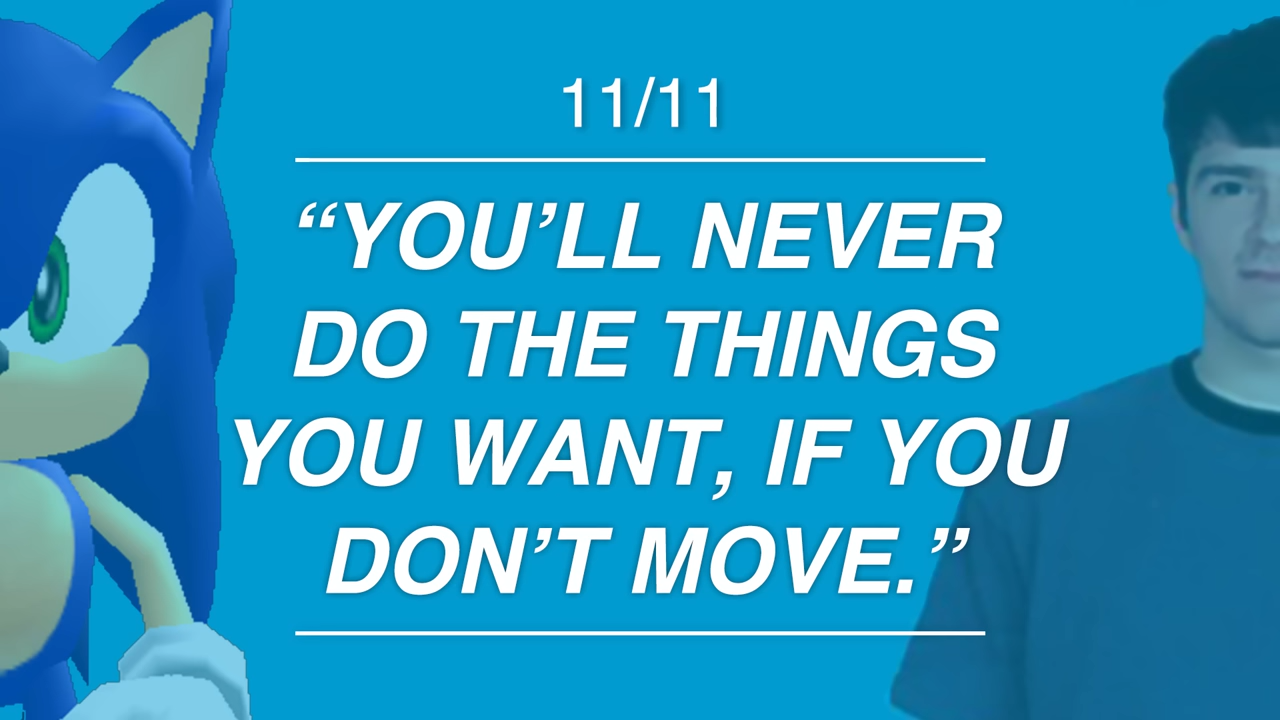 11/11
“YOU’LL NEVER
DO THE THINGS
YOU WANT, IF YOU
DON’T MOVE.”